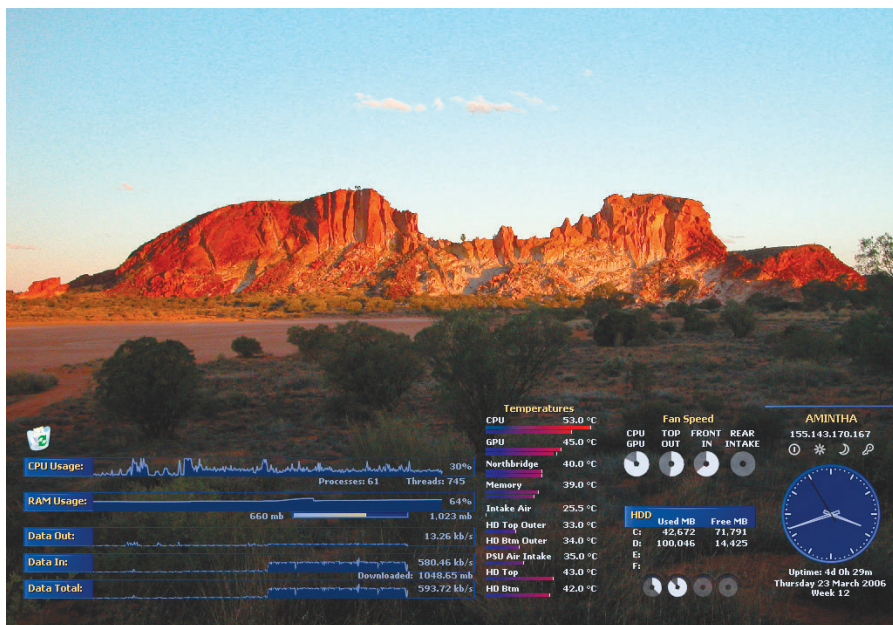 CPU Usage:
30%
Processes: 61
Threads: 745
RAM Usage:
64%
660 mb
1,023 mb
Data Out:
13.26 kb/s
Data In:
580.46 kb/s
Downloaded: 1048.65 mb
Data Total:
593.72 kb/s
Temperatures
CPU 53.0 °C
GPU 45.0 °C
Northbridge 40.0 °C
Memory 39.0 °C
Intake Air 25.5 °C
HD Top Outer 33.0 °C
HD Btm Outer 34.0 °C
PSU Air Intake 35.0 °C
HD Top 43.0 °C
HD Btm 42.0 °C
Fan Speed
CPU TOP FRONT REAR
GPU OUT IN INTAKE
HDD Used MB Free MB
C: 42,672 71,791
D: 100,046 14,425
E:
F:
AMINTHA
155.143.170.167
Uptime: 4d 0h 29m
Thursday 23 March 2006
Week 12